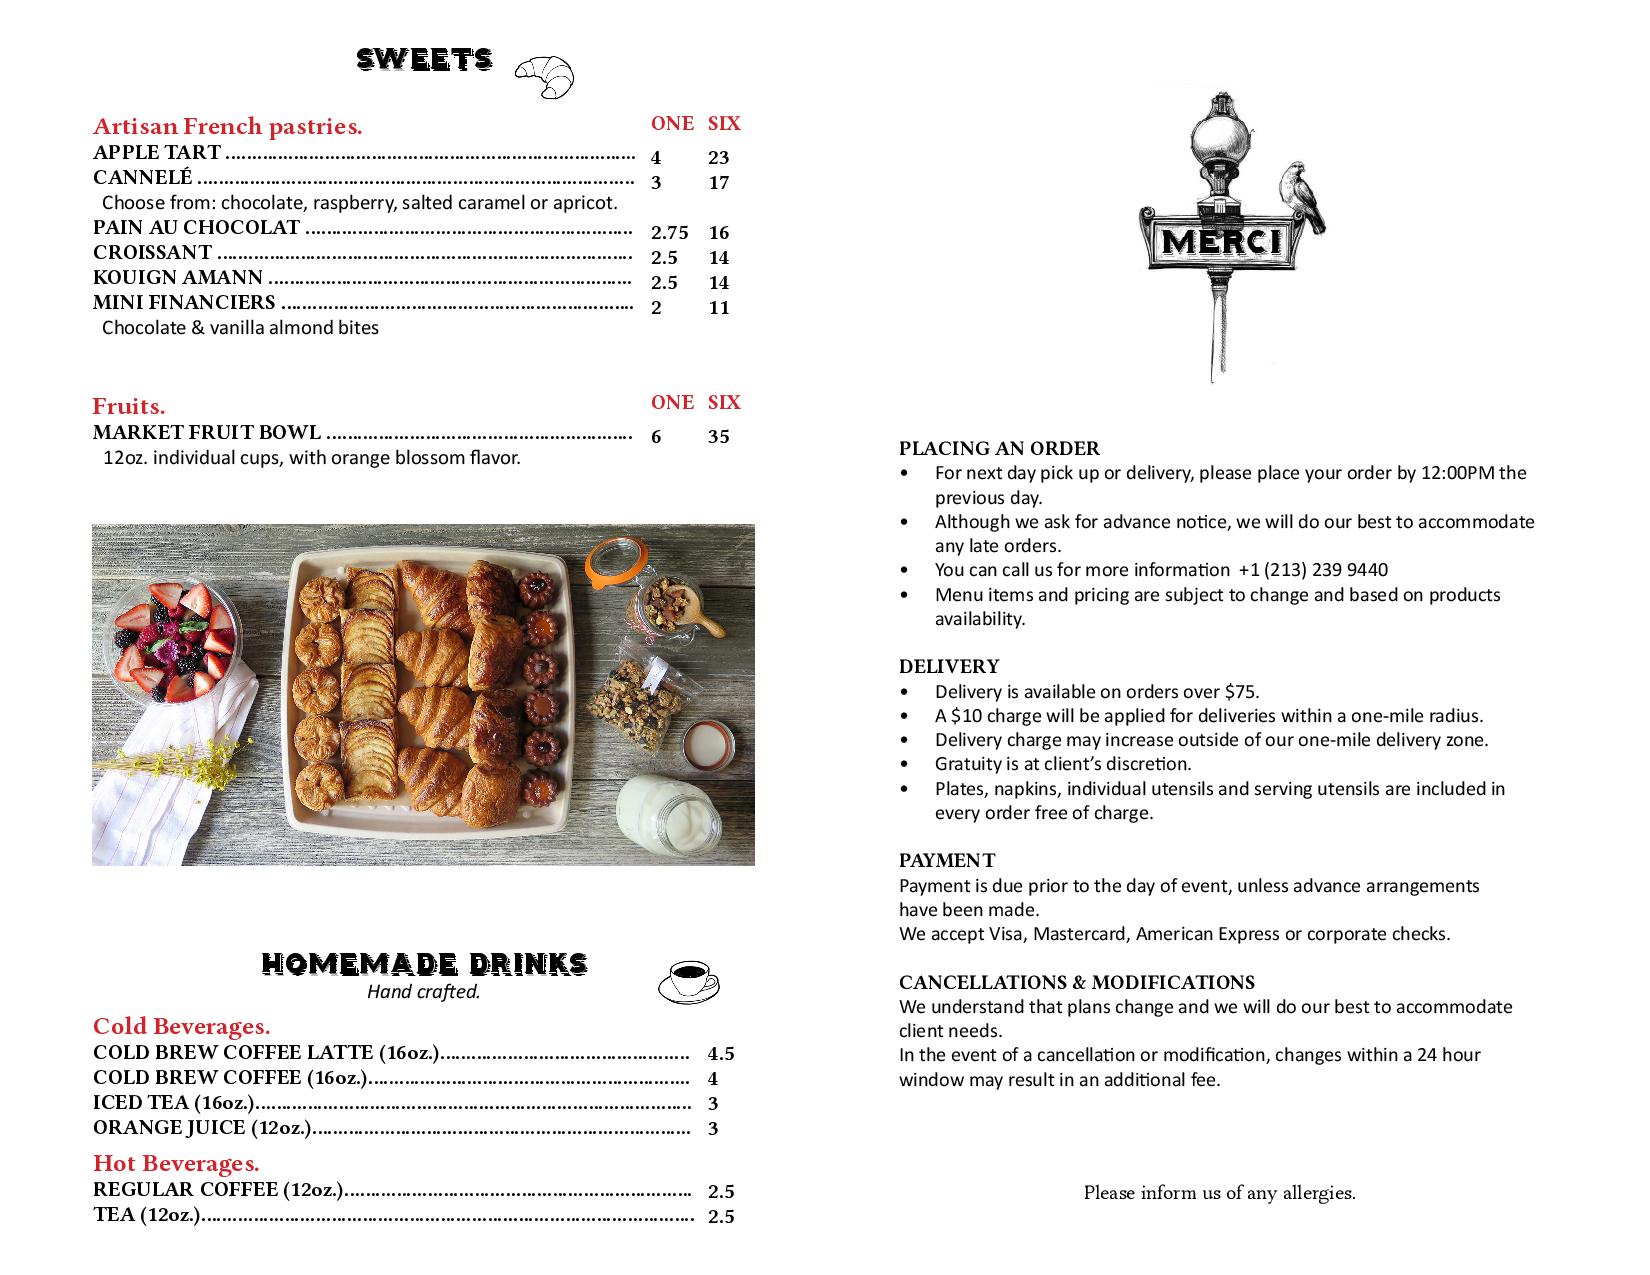 SWEETS
Artisan French pastries. ONE SIX
APPLE TART 4 23
CANNELÉ 3 17
Choose from: chocolate, raspberry, salted caramel or apricot.
PAIN AU CHOCOLAT 2.75 16
CROISSANT 2.5 14
KOUIGN AMANN 2.5 14
MINI FINANCIERS 2 11
Chocolate & vanilla almond bites
Fruits. ONE SIX
MARKET FRUIT BOWL 6 35
12oz. individual cups, with orange blossom flavor.
HOMEMADE DRINKS
Hand crafted.
Cold Beverages.
COLD BREW COFFEE LATTE (16oz.) 4.5
COLD BREW COFFEE (16oz.) 4
ICED TEA (16oz.) 3
ORANGE JUICE (12oz.) 3
Hot Beverages.
REGULAR COFFEE (12oz.) 2.5
TEA (12oz.) 2.5
MERCI
PLACING AN ORDER
• For next day pick up or delivery, please place your order by 12:00PM the
previous day.
• Although we ask for advance notice, we will do our best to accommodate
any late orders.
• You can call us for more information +1 (213) 239 9440
• Menu items and pricing are subject to change and based on products
availability.
DELIVERY
• Delivery is available on orders over $75.
• A $10 charge will be applied for deliveries within a one-mile radius.
• Delivery charge may increase outside of our one-mile delivery zone.
• Gratuity is at client’s discretion.
• Plates, napkins, individual utensils and serving utensils are included in
every order free of charge.
PAYMENT
Payment is due prior to the day of event, unless advance arrangements
have been made.
We accept Visa, Mastercard, American Express or corporate checks.
CANCELLATIONS & MODIFICATIONS
We understand that plans change and we will do our best to accommodate
client needs.
In the event of a cancellation or modification, changes within a 24 hour
window may result in an additional fee.
Please inform us of any allergies.